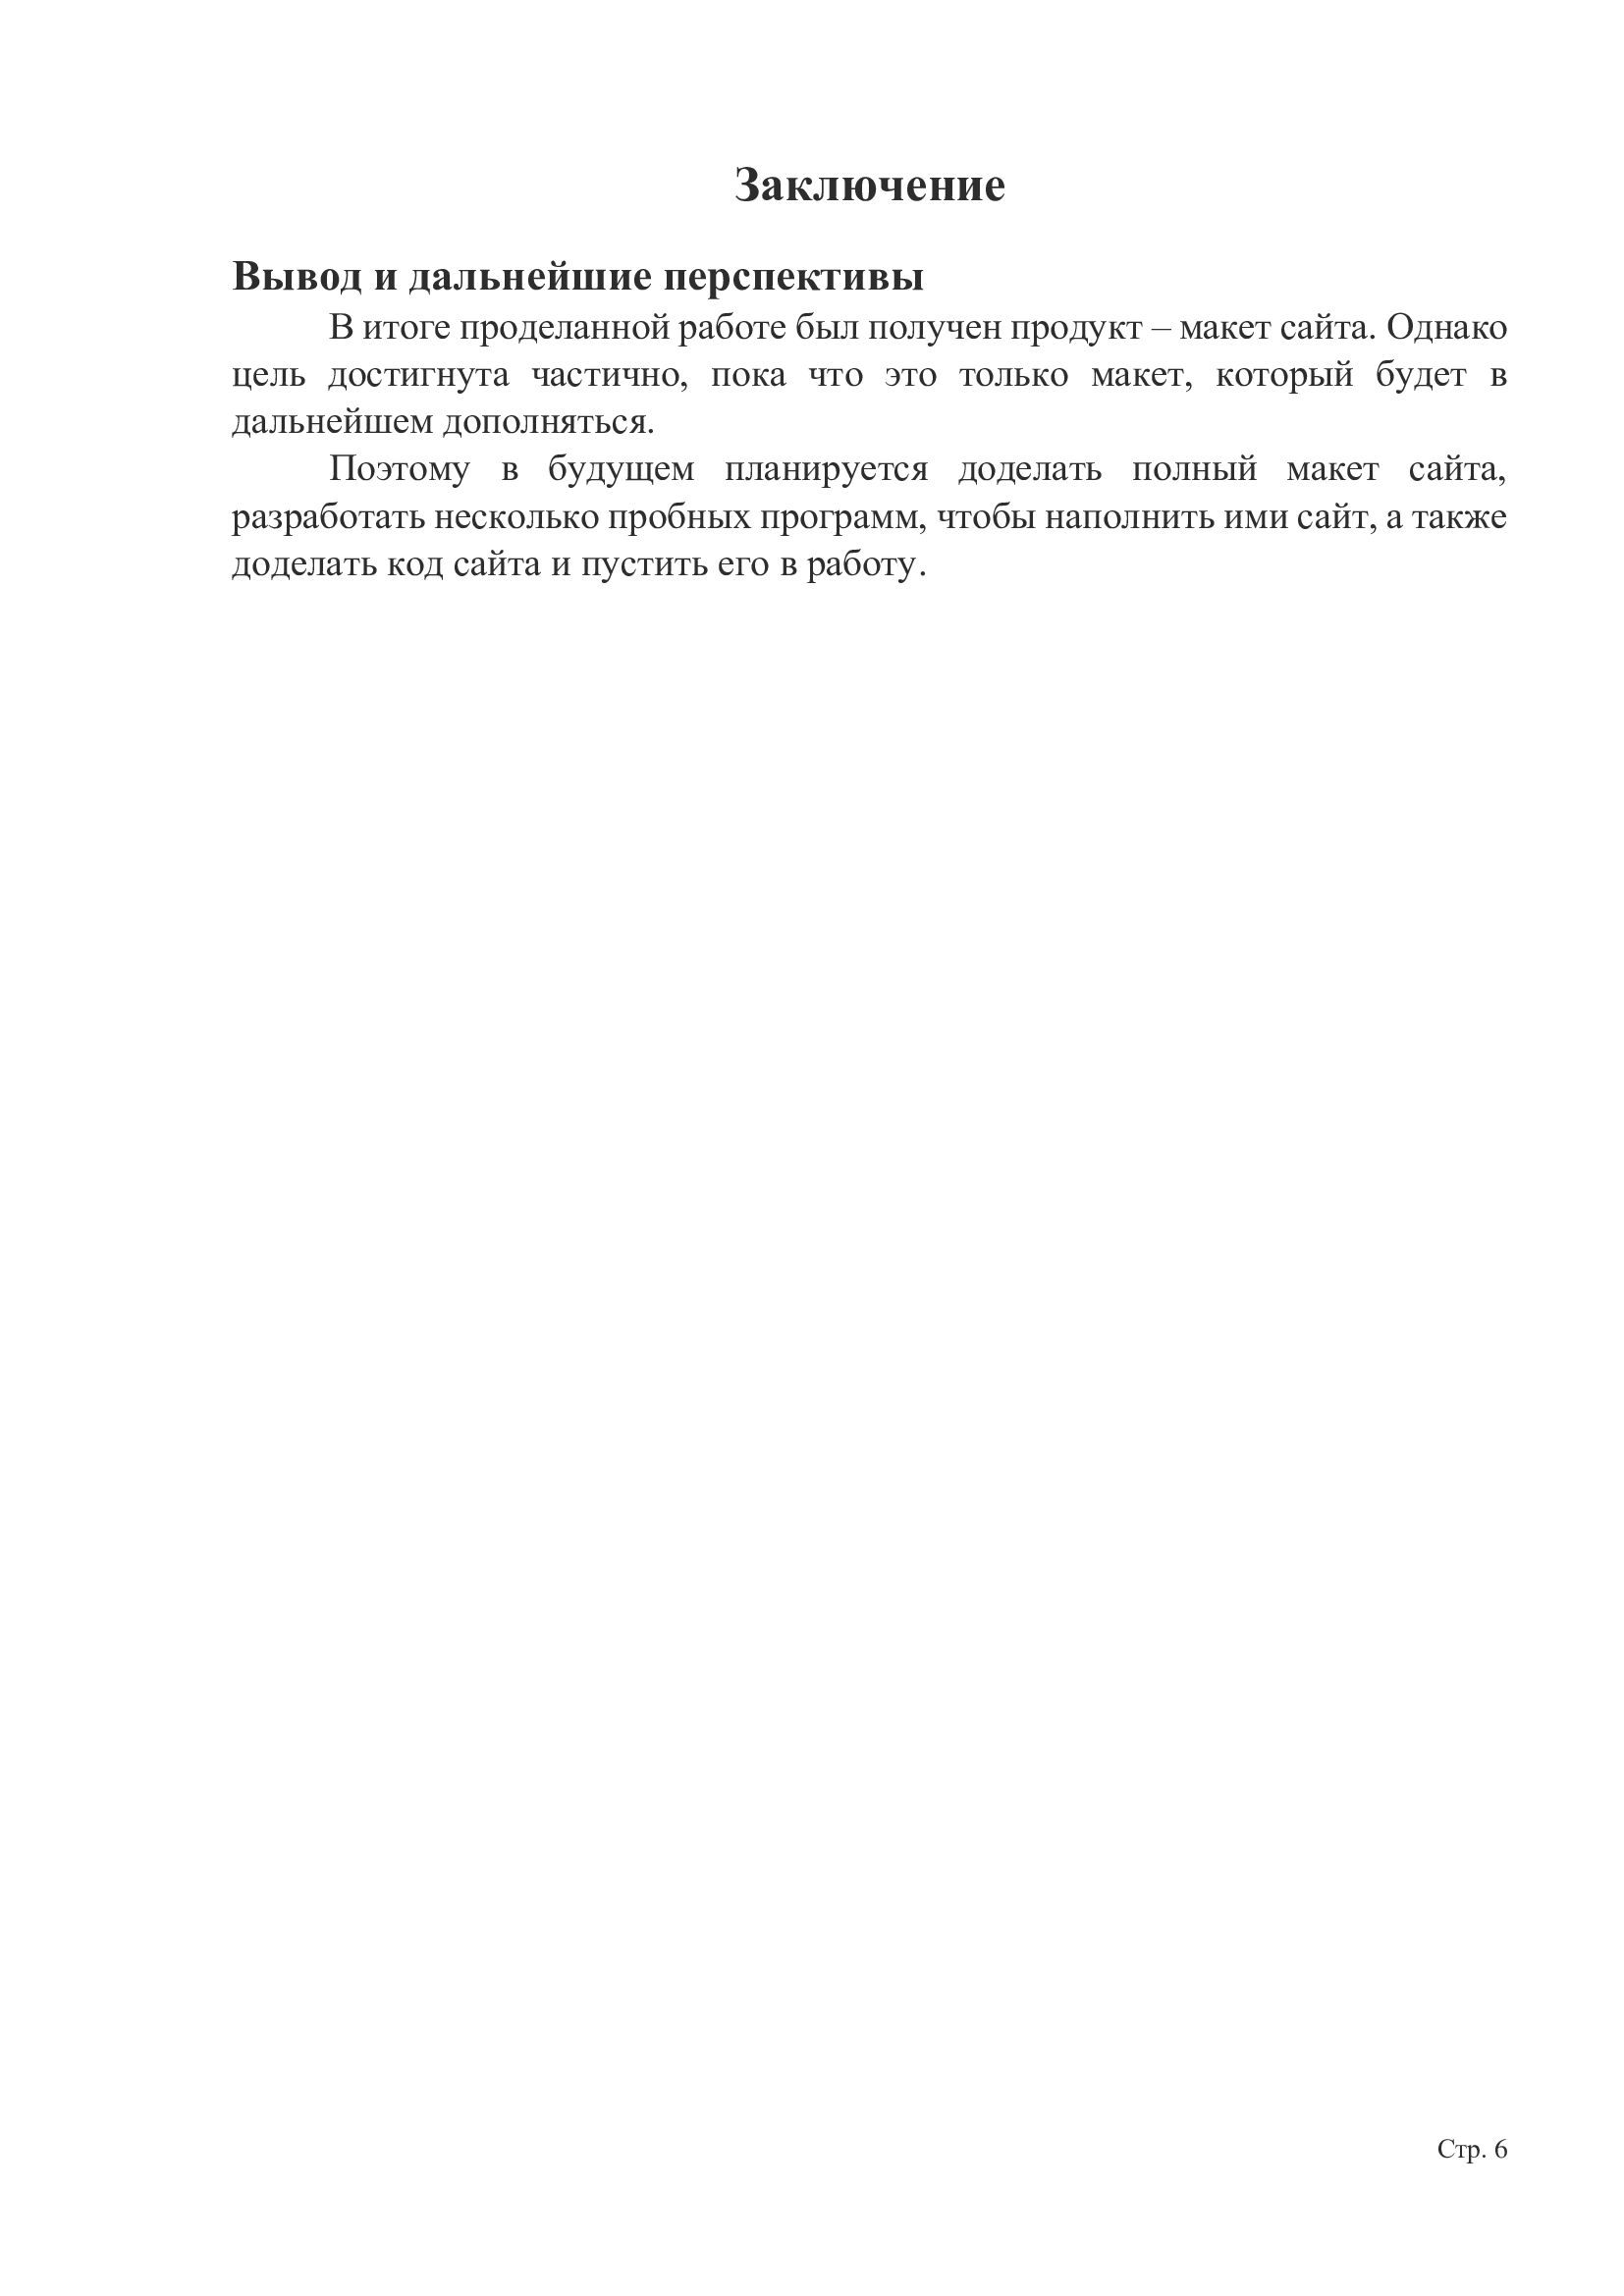 Заключение
Вывод и дальнейшие перспективы
В итоге проделанной работе был получен продукт – макет сайта. Однако
цель достигнута частично, пока что это только макет, который будет в
дальнейшем дополняться.
Поэтому в будущем планируется доделать полный макет сайта,
разработать несколько пробных программ, чтобы наполнить ими сайт, а также
доделать код сайта и пустить его в работу.
Стр. 6